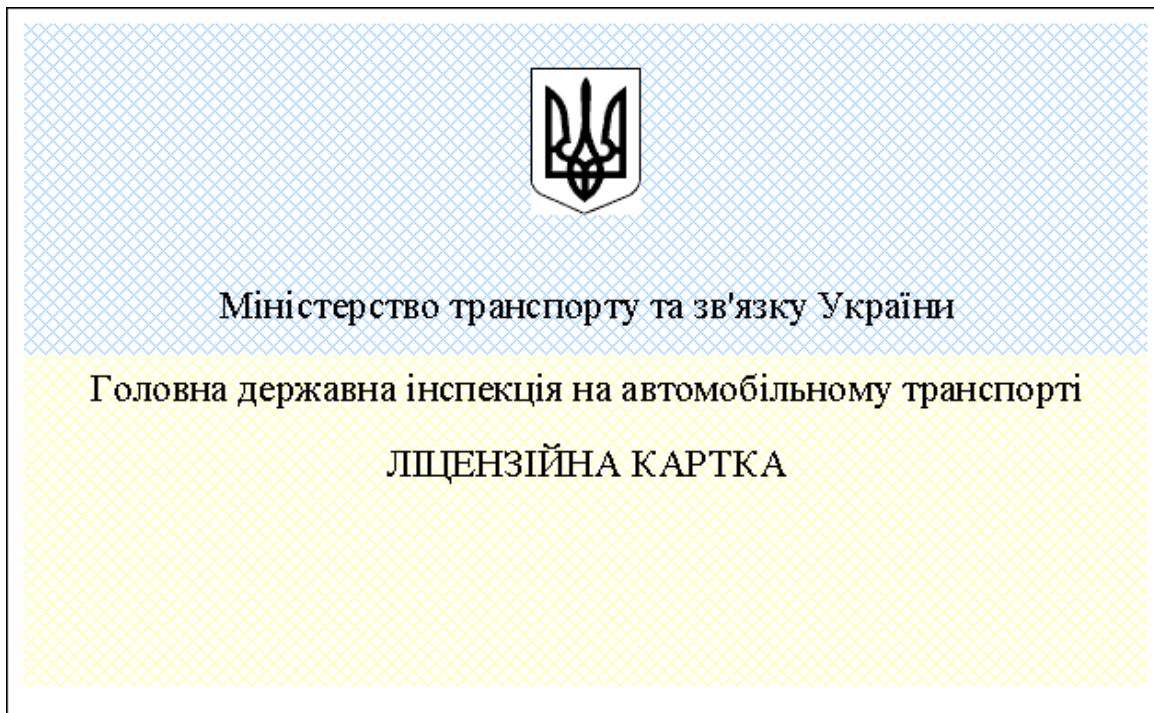 Міністерство транспорту та зв'язку України
Головна державна інспекція на автомобільному транспорті
ЛІЦЕНЗІЙНА КАРТКА